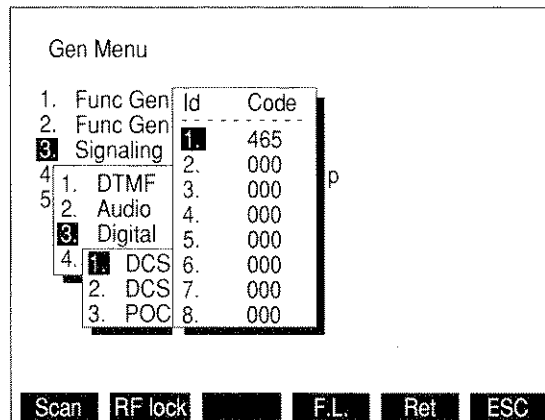 Gen Menu
1. Func Gen
2. Func Gen
3. Signaling
4
5
p
1. DTMF
2. Audio
3. Digital
4.
1. DCS
2. DCS
3. POC
Id Code
1. 465
2. 000
3. 000
4. 000
5. 000
6. 000
7. 000
8. 000
Scan RF lock F.L. Ret ESC